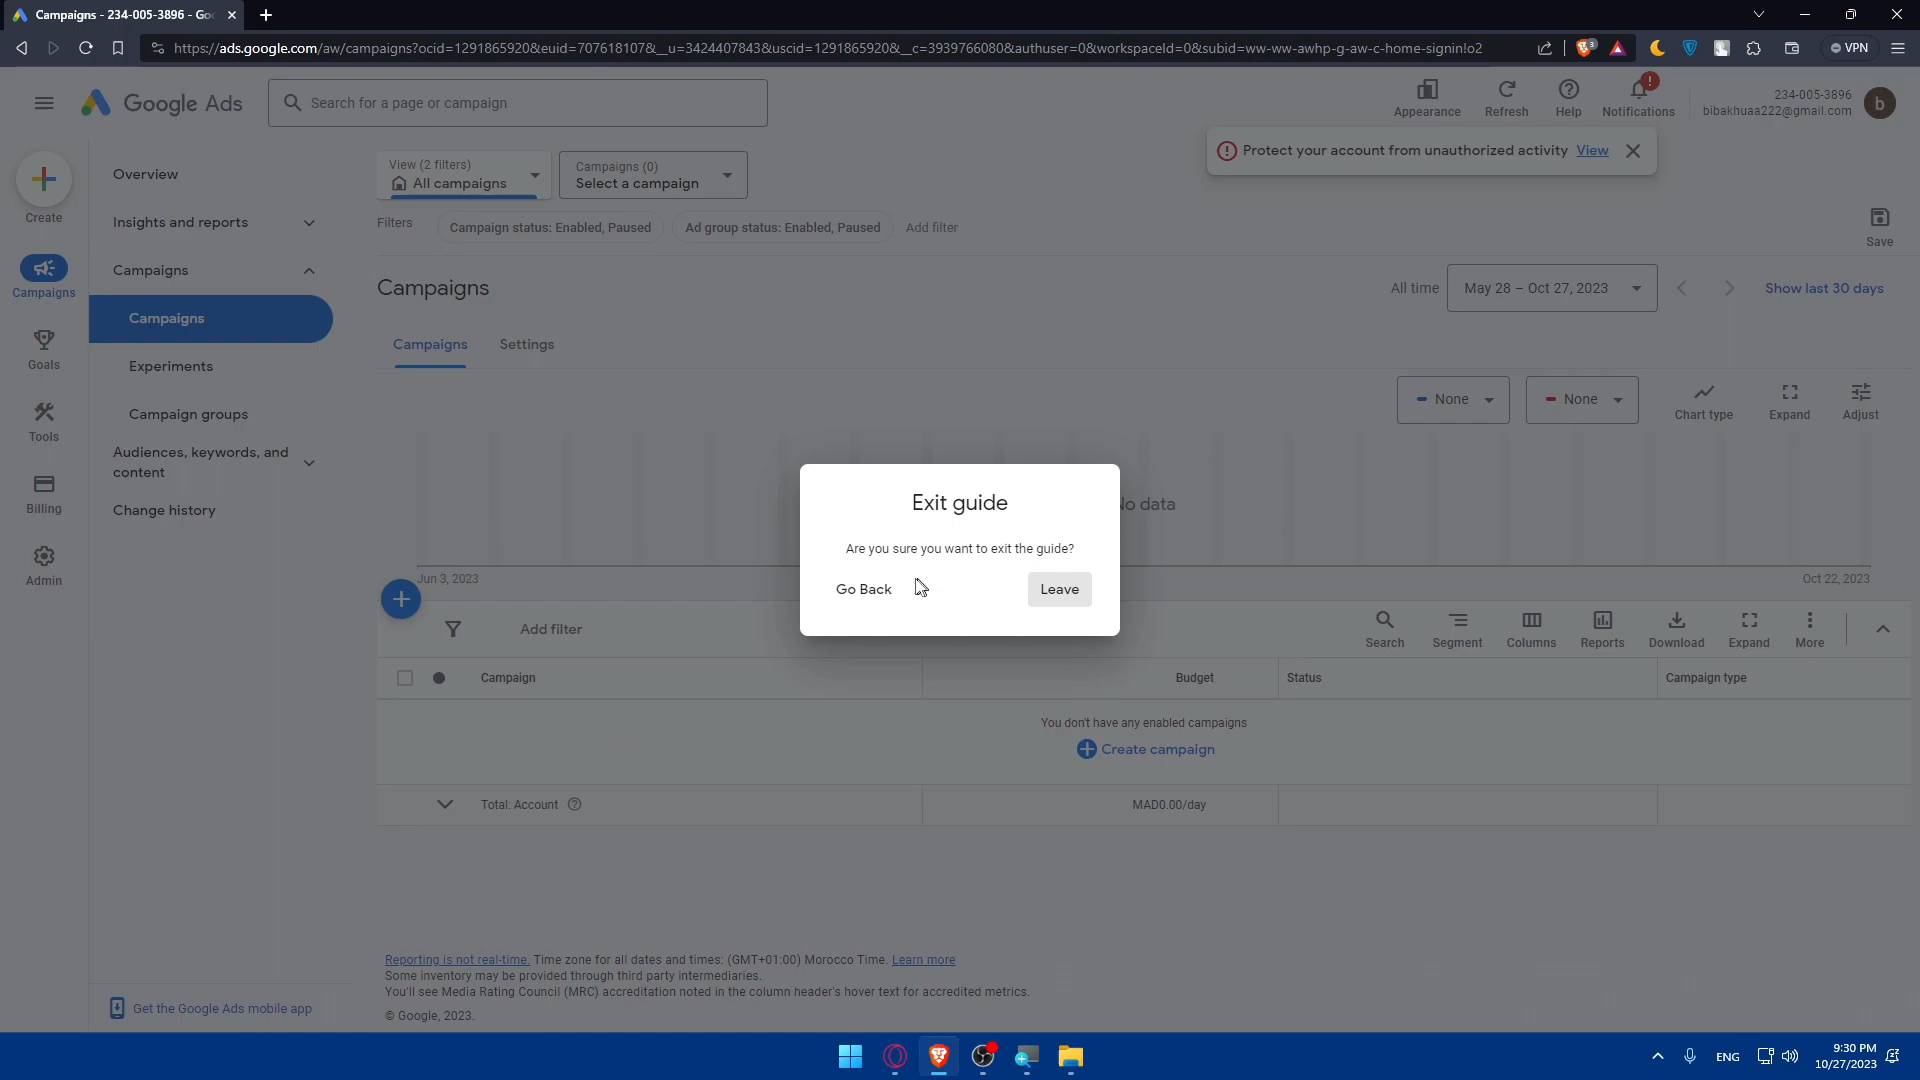 Campaigns - 234-005-3896 - Goo
https://ads.google.com/aw/campaigns?ocid=1291865920&euid=707618107&__u=3424407843&uscid=1291865920&__c=3939766080&authuser=0&workspaceId=0&subid=ww-ww-awhp-g-aw-c-home-signin!o2
3
VPN
Google Ads
Search for a page or campaign
Appearance
Refresh
Help
Notifications
234-005-3896
bibakhuaa222@gmail.com
b
Protect your account from unauthorized activity View
Create
Campaigns
Goals
Tools
Billing
Admin
Overview
Insights and reports
Campaigns
Campaigns
Experiments
Campaign groups
Audiences, keywords, and
content
Change history
Get the Google Ads mobile app
View (2 filters)
All campaigns
Campaigns (0)
Select a campaign
Filters
Campaign status: Enabled, Paused
Ad group status: Enabled, Paused
Add filter
Save
Campaigns
All time
May 28 – Oct 27, 2023
Show last 30 days
Campaigns
Settings
None
None
Chart type
Expand
Adjust
No data
Jun 3, 2023
Oct 22, 2023
Exit guide
Are you sure you want to exit the guide?
Go Back
Leave
Add filter
Search
Segment
Columns
Reports
Download
Expand
More
Campaign
Budget
Status
Campaign type
You don't have any enabled campaigns
Create campaign
Total: Account
MAD0.00/day
Reporting is not real-time. Time zone for all dates and times: (GMT+01:00) Morocco Time. Learn more
Some inventory may be provided through third party intermediaries.
You'll see Media Rating Council (MRC) accreditation noted in the column header's hover text for accredited metrics.
© Google, 2023.
ENG
9:30 PM
10/27/2023